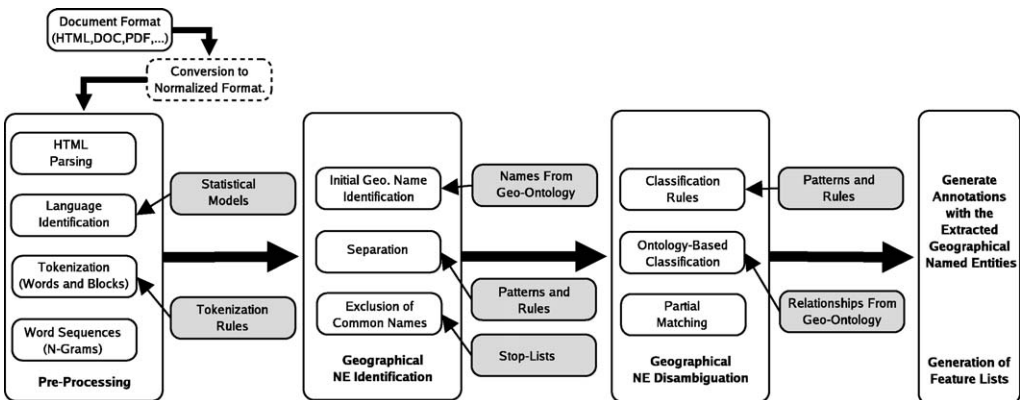 Document Format
(HTML,DOC,PDF,...)
Conversion to
Normalized Format.
HTML
Parsing
Language
Identification
Tokenization
(Words and Blocks)
Word Sequences
(N-Grams)
Pre-Processing
Statistical
Models
Tokenization
Rules
Initial Geo. Name
Identification
Separation
Exclusion of
Common Names
Geographical
NE Identification
Names From
Geo-Ontology
Patterns and
Rules
Stop-Lists
Classification
Rules
Ontology-Based
Classification
Partial
Matching
Geographical
NE Disambiguation
Patterns and
Rules
Relationships From
Geo-Ontology
Generate
Annotations
with the
Extracted
Geographical
Named Entities
Generation of
Feature Lists